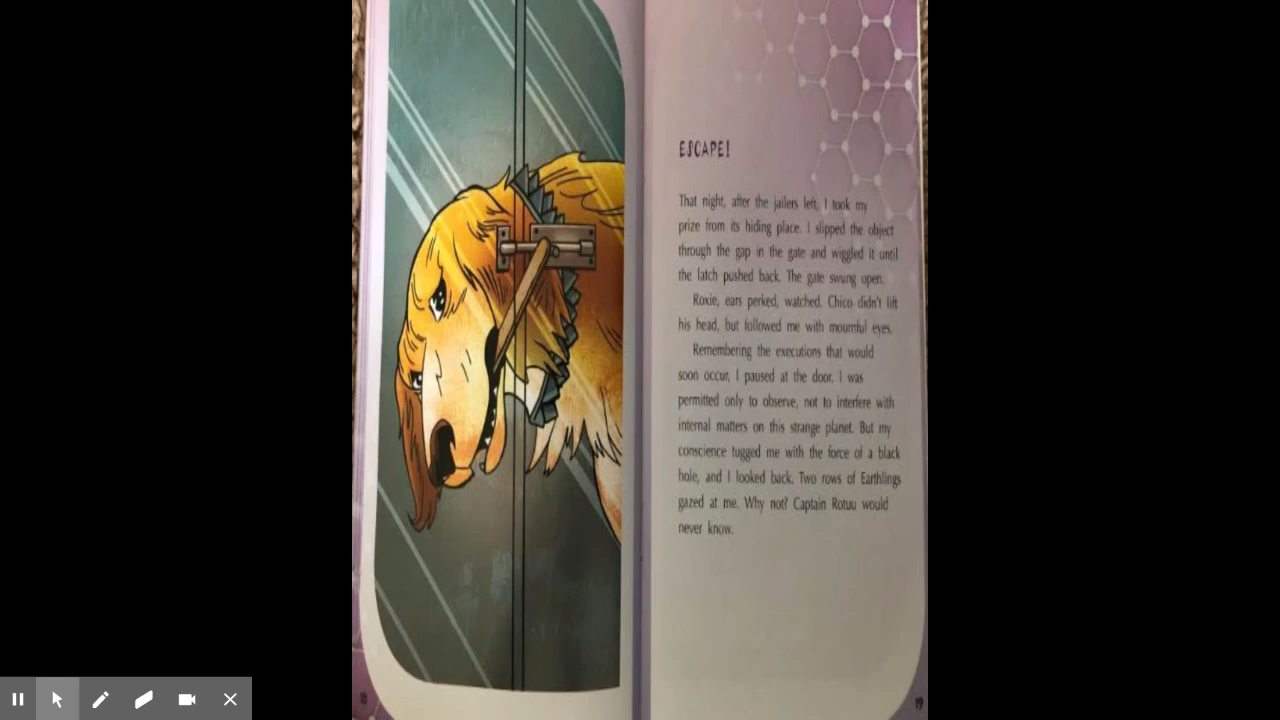 ESCAPE!
That night, after the jailers left, I took my
prize from its hiding place. I slipped the object
through the gap in the gate and wiggled it until
the latch pushed back. The gate swung open.
Roxie, ears perked, watched. Chico didn't lift
his head, but followed me with mournful eyes.
Remembering the executions that would
soon occur, I paused at the door. I was
permitted only to observe, not to interfere with
internal matters on this strange planet. But my
conscience tugged me with the force of a black
hole, and I looked back. Two rows of Earthlings
gazed at me. Why not? Captain Rotuu would
never know.